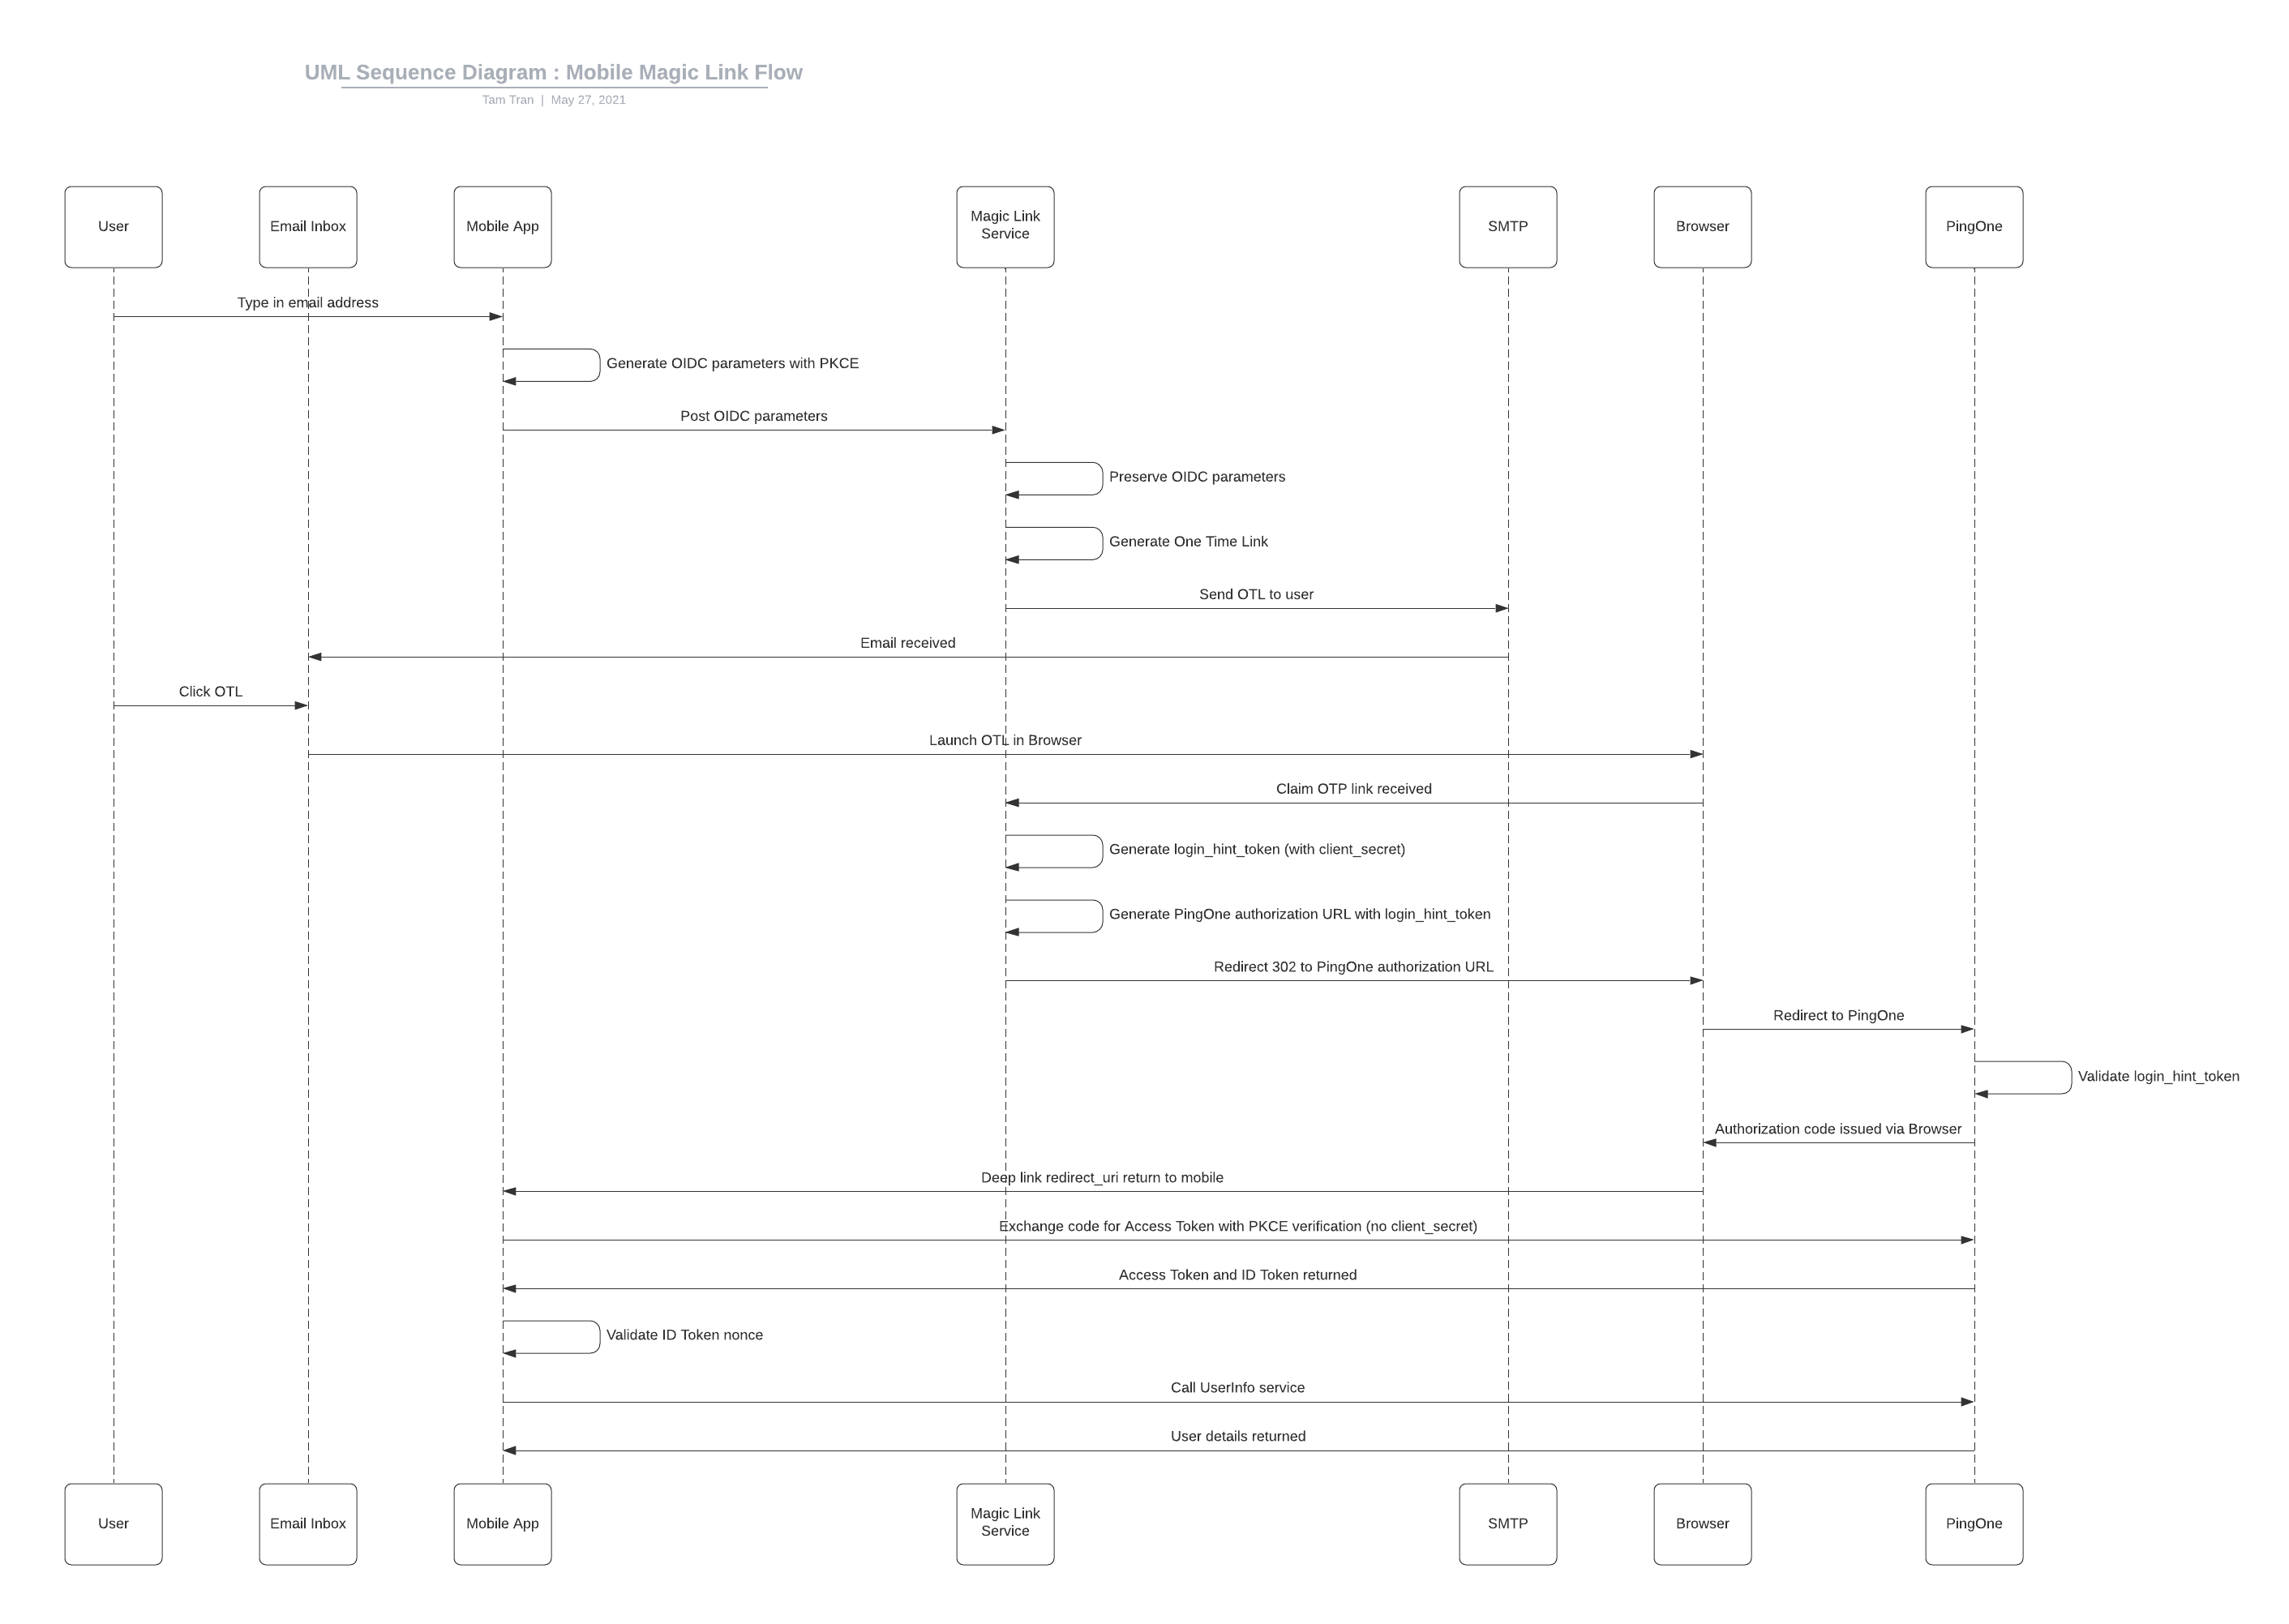 UML Sequence Diagram : Mobile Magic Link Flow
Tam Tran | May 27, 2021
User
Email Inbox
Mobile App
Magic Link
Service
SMTP
Browser
PingOne
Type in email address
Generate OIDC parameters with PKCE
Post OIDC parameters
Preserve OIDC parameters
Generate One Time Link
Send OTL to user
Email received
Click OTL
Launch OTL in Browser
Claim OTP link received
Generate login_hint_token (with client_secret)
Generate PingOne authorization URL with login_hint_token
Redirect 302 to PingOne authorization URL
Redirect to PingOne
Validate login_hint_token
Authorization code issued via Browser
Deep link redirect_uri return to mobile
Exchange code for Access Token with PKCE verification (no client_secret)
Access Token and ID Token returned
Validate ID Token nonce
Call UserInfo service
User details returned
User
Email Inbox
Mobile App
Magic Link
Service
SMTP
Browser
PingOne